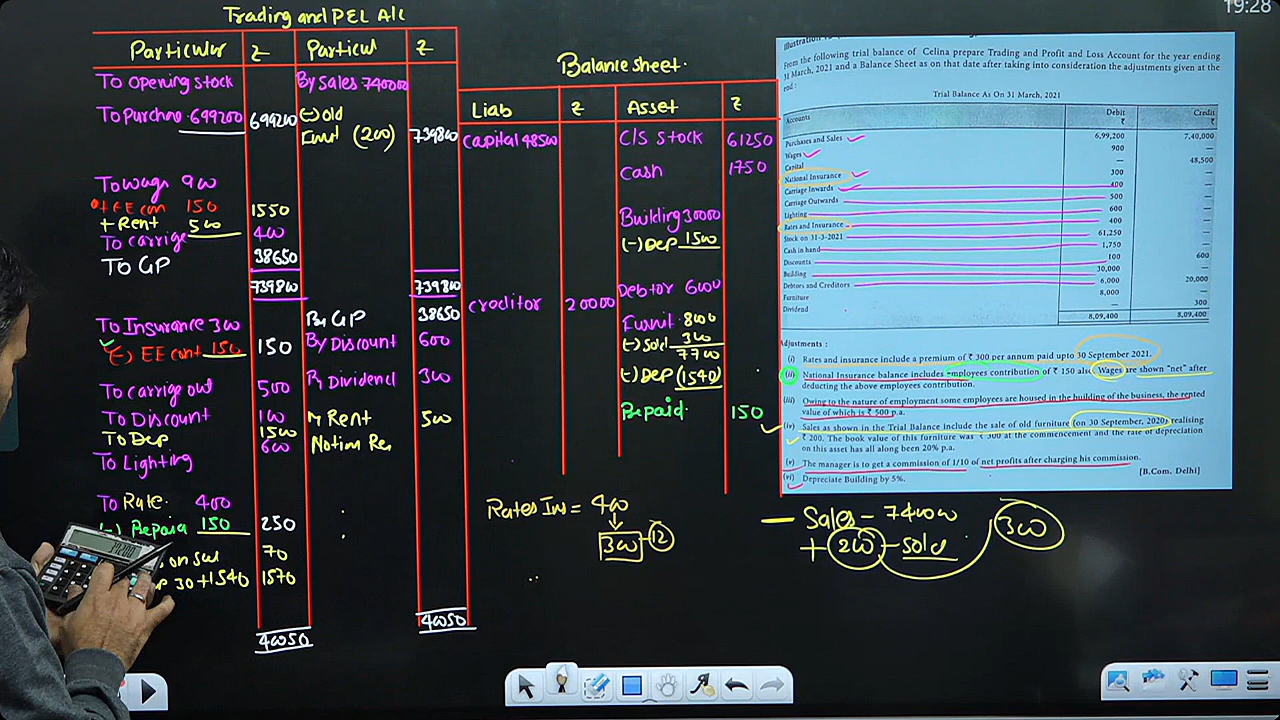 19:28
Trading and P&L A/c
Particular ₹ Particul ₹
To Opening stock By Sales 740000
To Purchase 699200 699200 (-) old
(200) 739800
To wage 900
150
+ Rent 500 1550
To carrige 400
To GP 38650
739800 739800
By GP 38650
To Insurance 300 By Discount 600
(-) EE cont 150 150
To carrige out 500 By Dividend 300
To Discount 100 By Rent 500
To Dep 1500 Notion Re
To Lighting 600
To Rate 400
(-) Prepaid 150 250
on 70
30+1540 1570
4050
4050
Balance sheet
Liab ₹ Asset ₹
capital 48500 C/S stock 61250
Cash 1750
Building 30000
(-) Dep 1500
Debtor 6000
creditor 20000
Furnit 8000
(-) Sold 300
7700
(-) Dep (1540)
Prepaid 150
Rates Ins = 400
300 - 12
Sales - 740000
+ 200 - sold
300
Illustration
From the following trial balance of Celina prepare Trading and Profit and Loss Account for the year ending
31 March, 2021 and a Balance Sheet as on that date after taking into consideration the adjustments given at the
end :
Trial Balance As On 31 March, 2021
Accounts Debit ₹ Credit ₹
Purchases and Sales 6,99,200 7,40,000
Wages 900 —
Capital — 48,500
National Insurance 300 —
Carriage Inwards 400 —
Carriage Outwards 500 —
Lighting 600 —
Rates and Insurance 400 —
Stock on 31-3-2021 61,250 —
Cash in hand 1,750 —
Discounts 100 600
Building 30,000 —
Debtors and Creditors 6,000 20,000
Furniture 8,000 —
Dividend — 300
8,09,400 8,09,400
Adjustments :
(i) Rates and insurance include a premium of ₹ 300 per annum paid upto 30 September 2021.
(ii) National Insurance balance includes employees contribution of ₹ 150 also Wages are shown "net" after
deducting the above employees contribution.
(iii) Owing to the nature of employment some employees are housed in the building of the business, the rented
value of which is ₹ 500 p.a.
(iv) Sales as shown in the Trial Balance include the sale of old furniture (on 30 September, 2020) realising
₹ 200. The book value of this furniture was ₹ 300 at the commencement and the rate of depreciation
on this asset has all along been 20% p.a.
(v) The manager is to get a commission of 1/10 of net profits after charging his commission.
[B.Com. Delhi]
(vi) Depreciate Building by 5%.